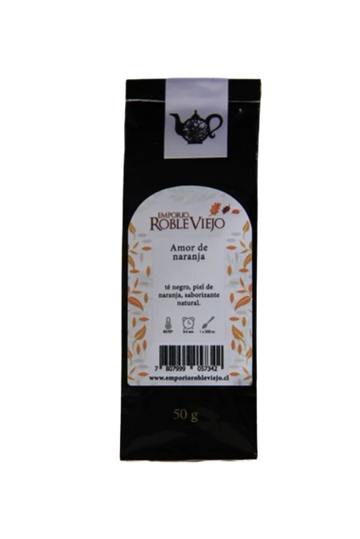 EMPORIO
ROBLE VIEJO
Amor de
naranja
té negro, piel de
naranja, saborizante
natural.
7 807999 057342
www.emporiorobleviejo.cl
50 g